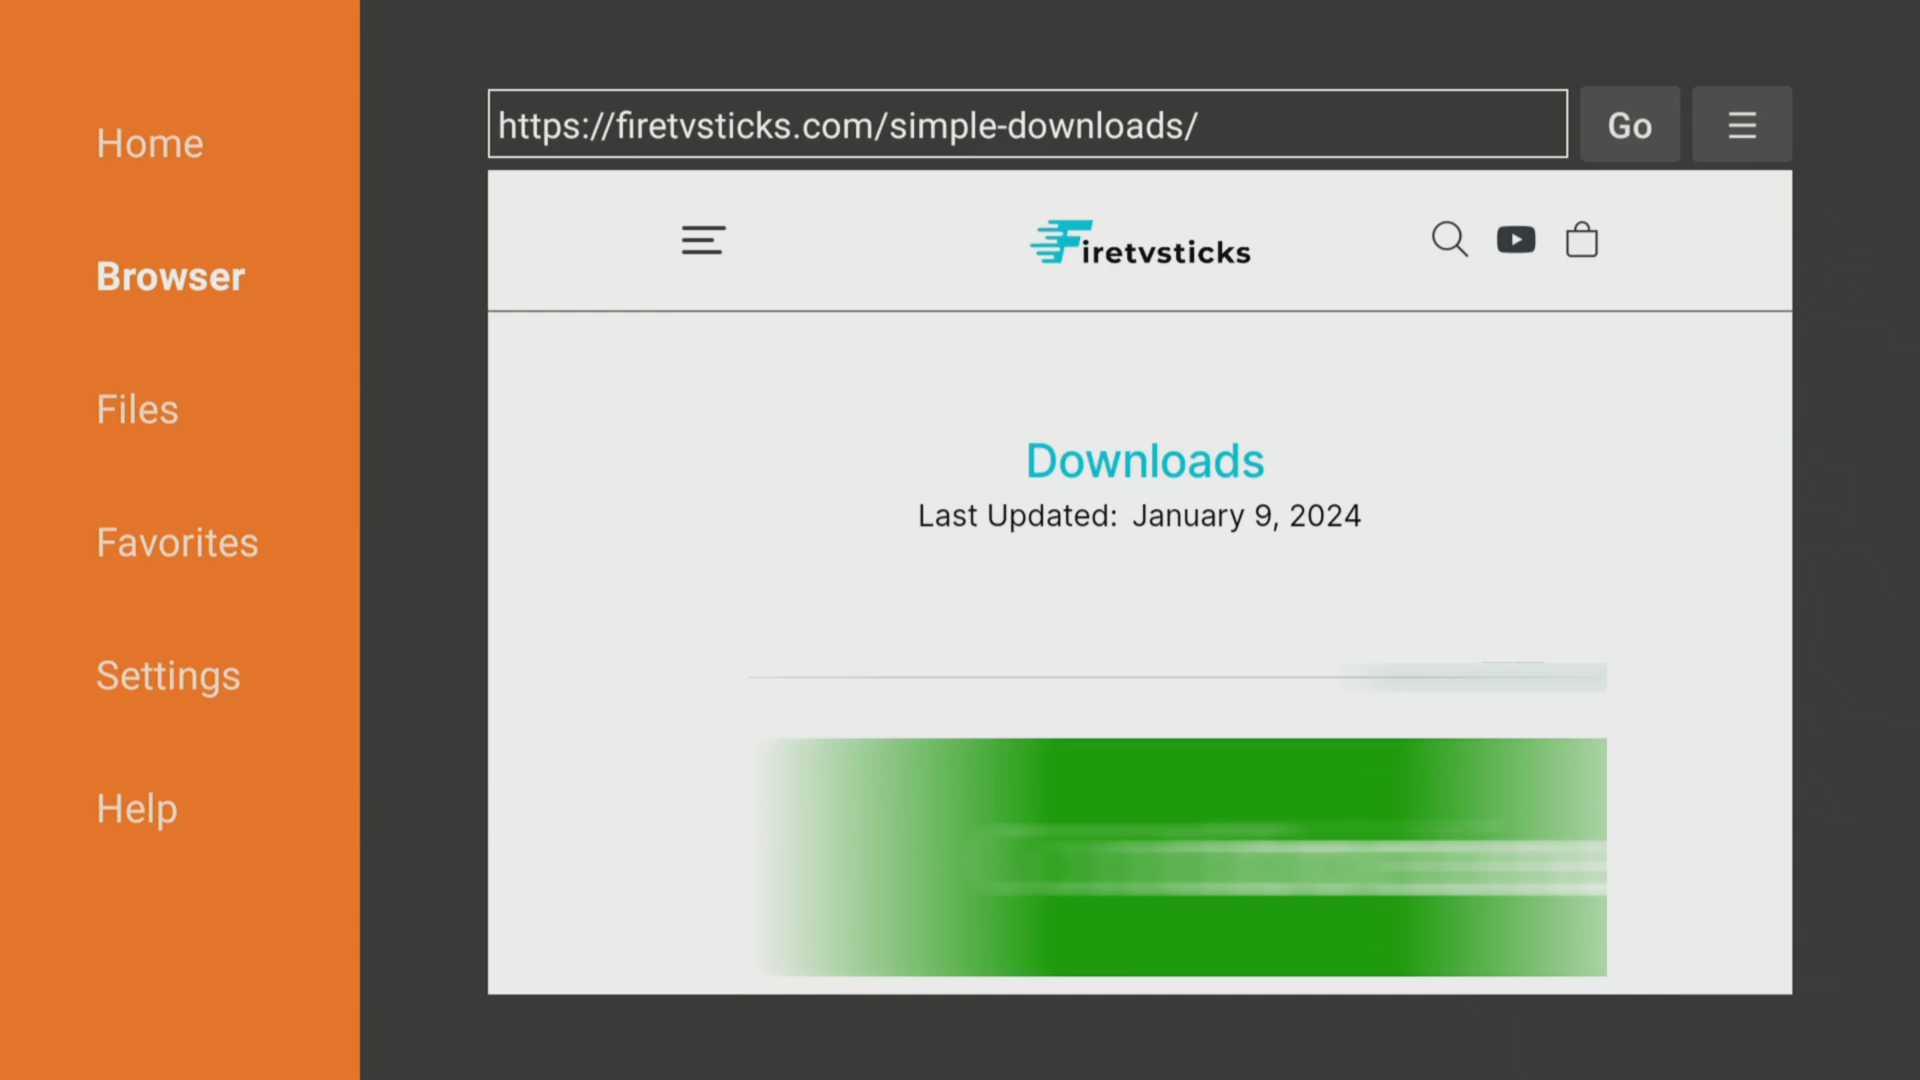 Home
Browser
Files
Favorites
Settings
Help
https://firetvsticks.com/simple-downloads/
Go
Firetvsticks
Downloads
Last Updated: January 9, 2024